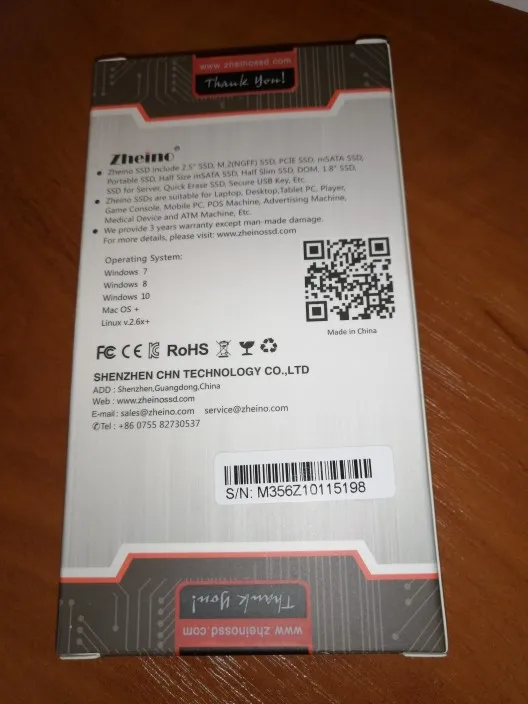 www.zheinossd.com
Thank You!
Zheino®
• Zheino SSD include 2.5" SSD, M.2(NGFF) SSD, PCIE SSD, mSATA SSD,
Portable SSD, Half Size mSATA SSD, Half Slim SSD, DOM, 1.8" SSD,
SSD for Server, Quick Erase SSD, Secure USB Key, Etc.
• Zheino SSDs are suitable for Laptop, Desktop,Tablet PC, Player,
Game Console, Mobile PC, POS Machine, Advertising Machine,
Medical Device and ATM Machine, Etc.
• We provide 3 years warranty except man-made damage.
For more details, please visit: www.zheinossd.com
Operating System:
Windows 7
Windows 8
Windows 10
Mac OS +
Linux v.2.6x+
Made in China
FC CE RoHS
SHENZHEN CHN TECHNOLOGY CO.,LTD
ADD : Shenzhen,Guangdong,China
Web : www.zheinossd.com
E-mail : sales@zheino.com service@zheino.com
✆Tel : +86 0755 82730537
S/N: M356Z10115198
Thank You!
www.zheinossd.com